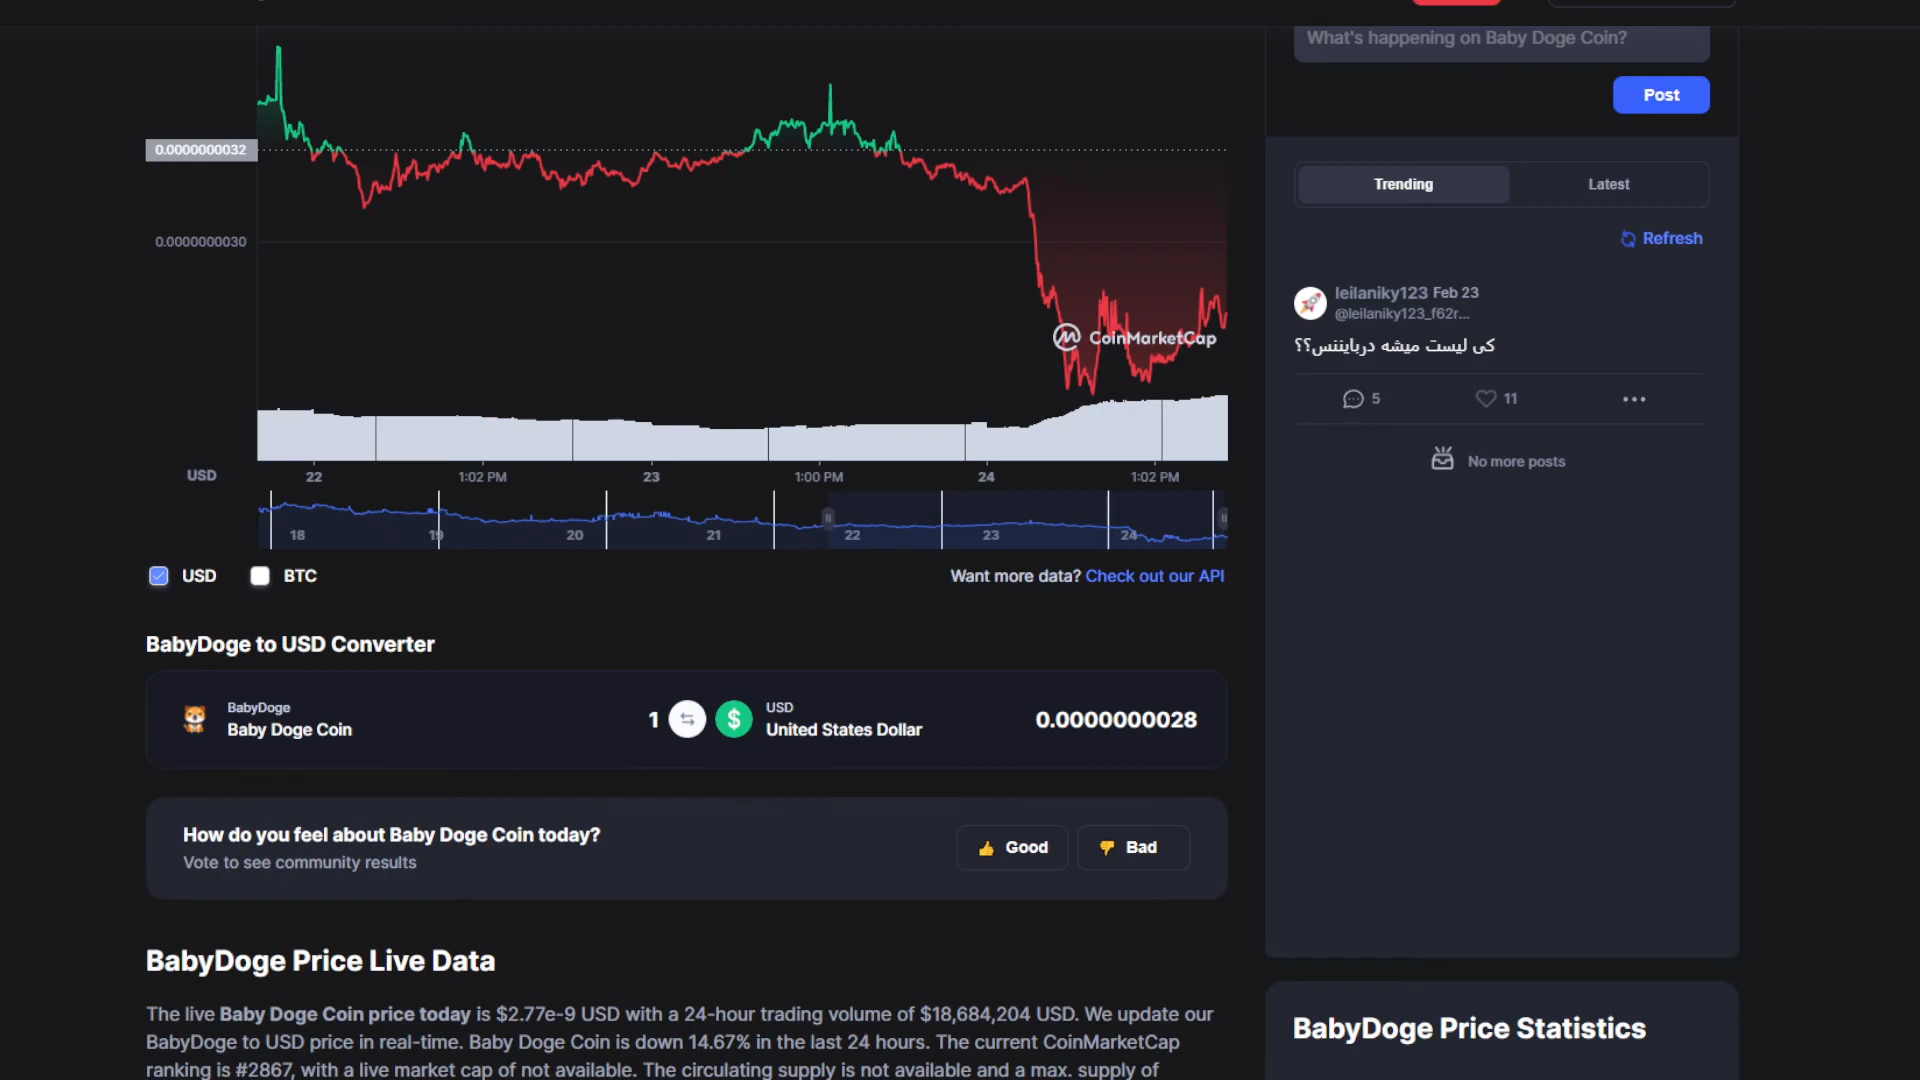 What's happening on Baby Doge Coin?
Post
0.0000000032
0.0000000030
CoinMarketCap
USD
22
1:02 PM
23
1:00 PM
24
1:02 PM
18
19
20
21
22
23
24
USD
BTC
Want more data? Check out our API
Trending
Latest
Refresh
leilaniky123 Feb 23
@leilaniky123_f62r...
کی لیست میشه دربایننس؟؟
5
11
No more posts
BabyDoge to USD Converter
BabyDoge
Baby Doge Coin
1
USD
United States Dollar
0.0000000028
How do you feel about Baby Doge Coin today?
Vote to see community results
Good
Bad
BabyDoge Price Live Data
The live Baby Doge Coin price today is $2.77e-9 USD with a 24-hour trading volume of $18,684,204 USD. We update our
BabyDoge to USD price in real-time. Baby Doge Coin is down 14.67% in the last 24 hours. The current CoinMarketCap
ranking is #2867, with a live market cap of not available. The circulating supply is not available and a max. supply of
BabyDoge Price Statistics